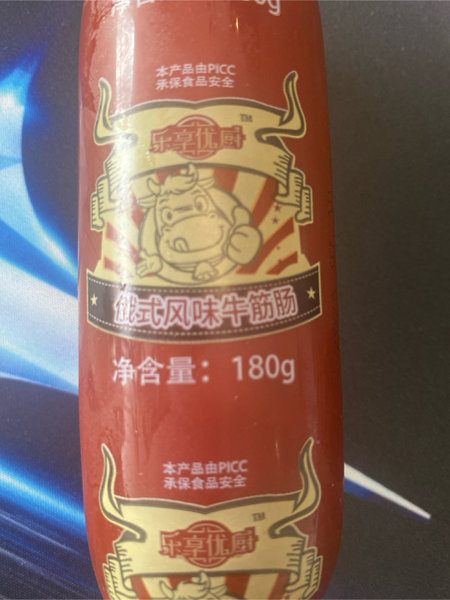 本产品由PICC
承保食品安全
乐享优厨
TM
俄式风味牛筋肠
净含量：180g
本产品由PICC
承保食品安全
乐享优厨
TM